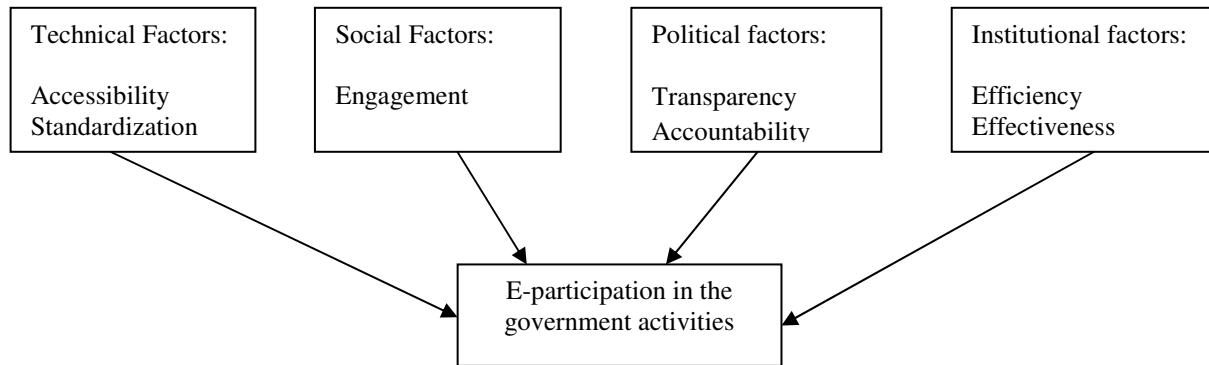 Technical Factors:
Accessibility
Standardization
Social Factors:
Engagement
Political factors:
Transparency
Accountability
Institutional factors:
Efficiency
Effectiveness
E-participation in the
government activities